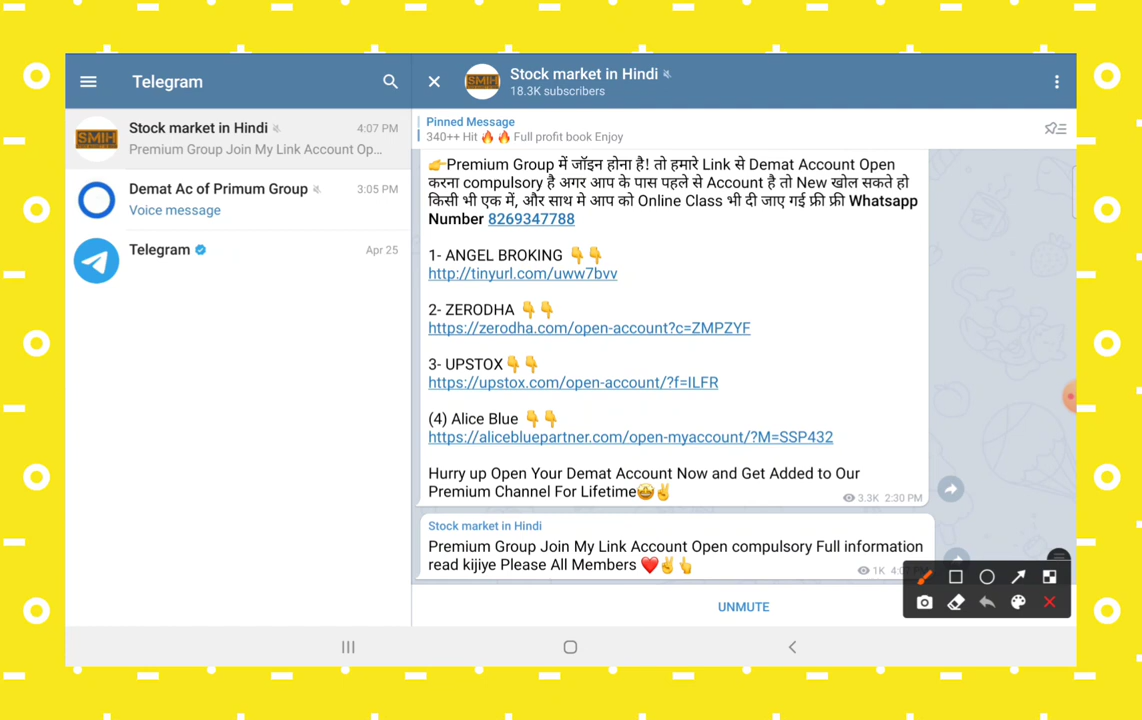 Telegram
Stock market in Hindi
18.3K subscribers
SMIH
Stock market in Hindi
4:07 PM
Premium Group Join My Link Account Op...
SMIH
Demat Ac of Primum Group
3:05 PM
Voice message
Telegram
Apr 25
Pinned Message
340++ Hit 🔥🔥 Full profit book Enjoy
👉Premium Group में जॉइन होना है! तो हमारे Link से Demat Account Open
करना compulsory है अगर आप के पास पहले से Account है तो New खोल सकते हो
किसी भी एक में, और साथ मे आप को Online Class भी दी जाए गई फ्री फ्री Whatsapp
Number 8269347788
1- ANGEL BROKING 👇👇
http://tinyurl.com/uww7bvv
2- ZERODHA 👇👇
https://zerodha.com/open-account?c=ZMPZYF
3- UPSTOX👇👇
https://upstox.com/open-account/?f=ILFR
(4) Alice Blue 👇👇
https://alicebluepartner.com/open-myaccount/?M=SSP432
Hurry up Open Your Demat Account Now and Get Added to Our
Premium Channel For Lifetime🤩✌️
3.3K 2:30 PM
Stock market in Hindi
Premium Group Join My Link Account Open compulsory Full information
read kijiye Please All Members ❤️✌️👆
1K 4:07 PM
UNMUTE